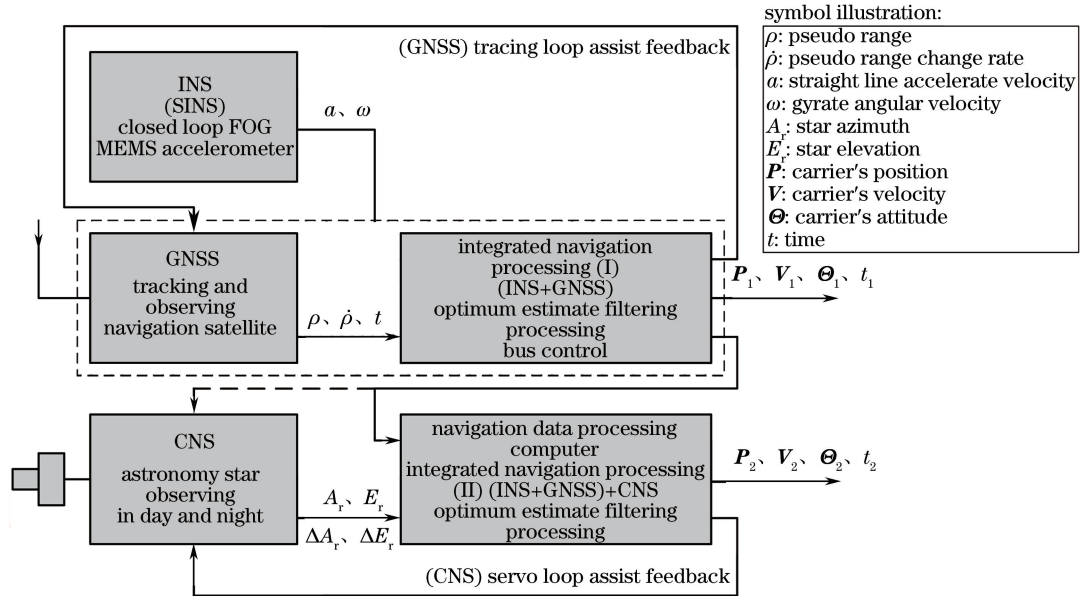 symbol illustration:
ρ: pseudo range
ρ̇: pseudo range change rate
a: straight line accelerate velocity
ω: gyrate angular velocity
Aᵣ: star azimuth
Eᵣ: star elevation
P: carrier's position
V: carrier's velocity
Θ: carrier's attitude
t: time
(GNSS) tracing loop assist feedback
INS
(SINS)
closed loop FOG
MEMS accelerometer
a、ω
GNSS
tracking and
observing
navigation satellite
ρ、ρ̇、t
integrated navigation
processing (I)
(INS+GNSS)
optimum estimate filtering
processing
bus control
P₁、V₁、Θ₁、t₁
CNS
astronomy star
observing
in day and night
Aᵣ、Eᵣ
ΔAᵣ、ΔEᵣ
navigation data processing
computer
integrated navigation processing
(II) (INS+GNSS)+CNS
optimum estimate filtering
processing
P₂、V₂、Θ₂、t₂
(CNS) servo loop assist feedback